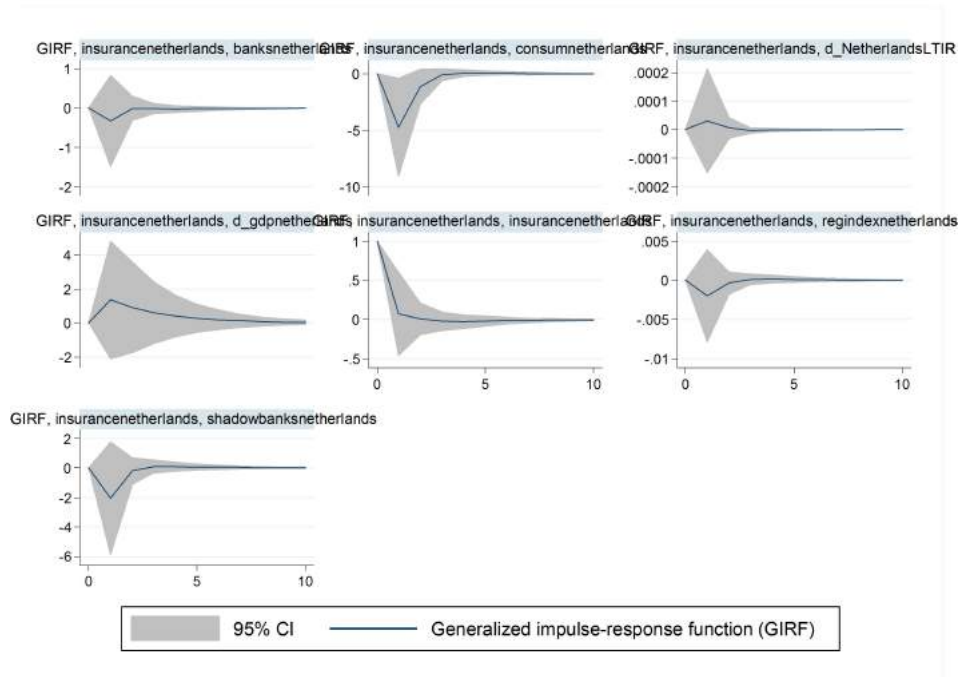 GIRF, insurancenetherlands, banksnetherlands
GIRF, insurancenetherlands, consumnetherlands
GIRF, insurancenetherlands, d_NetherlandsLTIR
1
0
-1
-2
0
-5
-10
.0002
.0001
0
-.0001
-.0002
GIRF, insurancenetherlands, d_gdpnetherlands
GIRF, insurancenetherlands, insurancenetherlands
GIRF, insurancenetherlands, regindexnetherlands
4
2
0
-2
1
.5
0
-.5
0 5 10
.005
0
-.005
-.01
0 5 10
GIRF, insurancenetherlands, shadowbanksnetherlands
2
0
-2
-4
-6
0 5 10
95% CI
Generalized impulse-response function (GIRF)